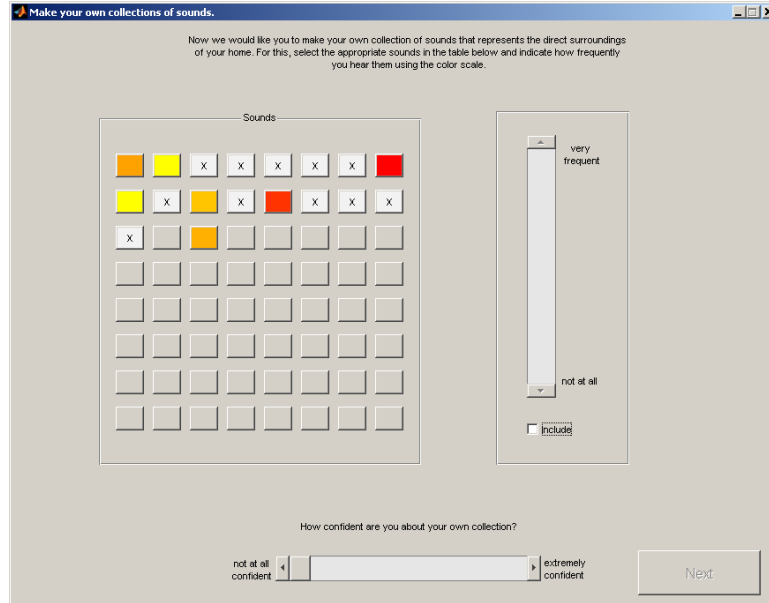 Make your own collections of sounds.
Now we would like you to make your own collection of sounds that represents the direct surroundings
of your home. For this, select the appropriate sounds in the table below and indicate how frequently
you hear them using the color scale.
Sounds
X X X X X
X X X X X
X
very
frequent
not at all
include
How confident are you about your own collection?
not at all
confident
extremely
confident
Next